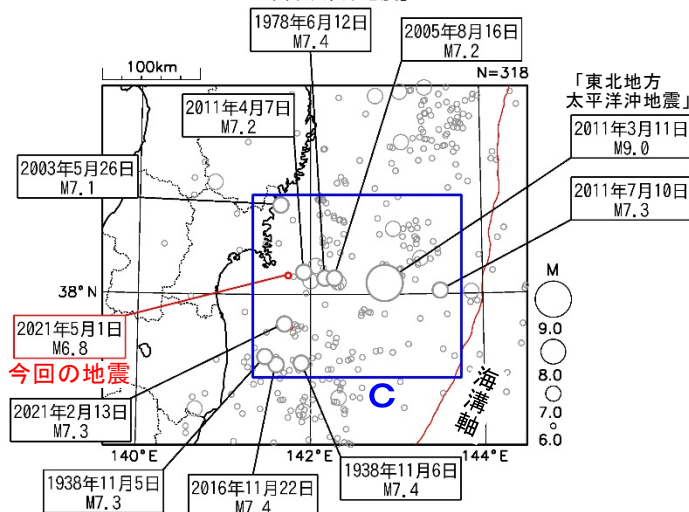 1978年6月12日
M7.4
2005年8月16日
M7.2
100km
N=318
「東北地方
太平洋沖地震」
2011年3月11日
M9.0
2011年4月7日
M7.2
2003年5月26日
M7.1
2011年7月10日
M7.3
38°N
M
9.0
8.0
7.0
6.0
2021年5月1日
M6.8
今回の地震
C
海溝軸
2021年2月13日
M7.3
140°E
142°E
144°E
1938年11月5日
M7.3
2016年11月22日
M7.4
1938年11月6日
M7.4